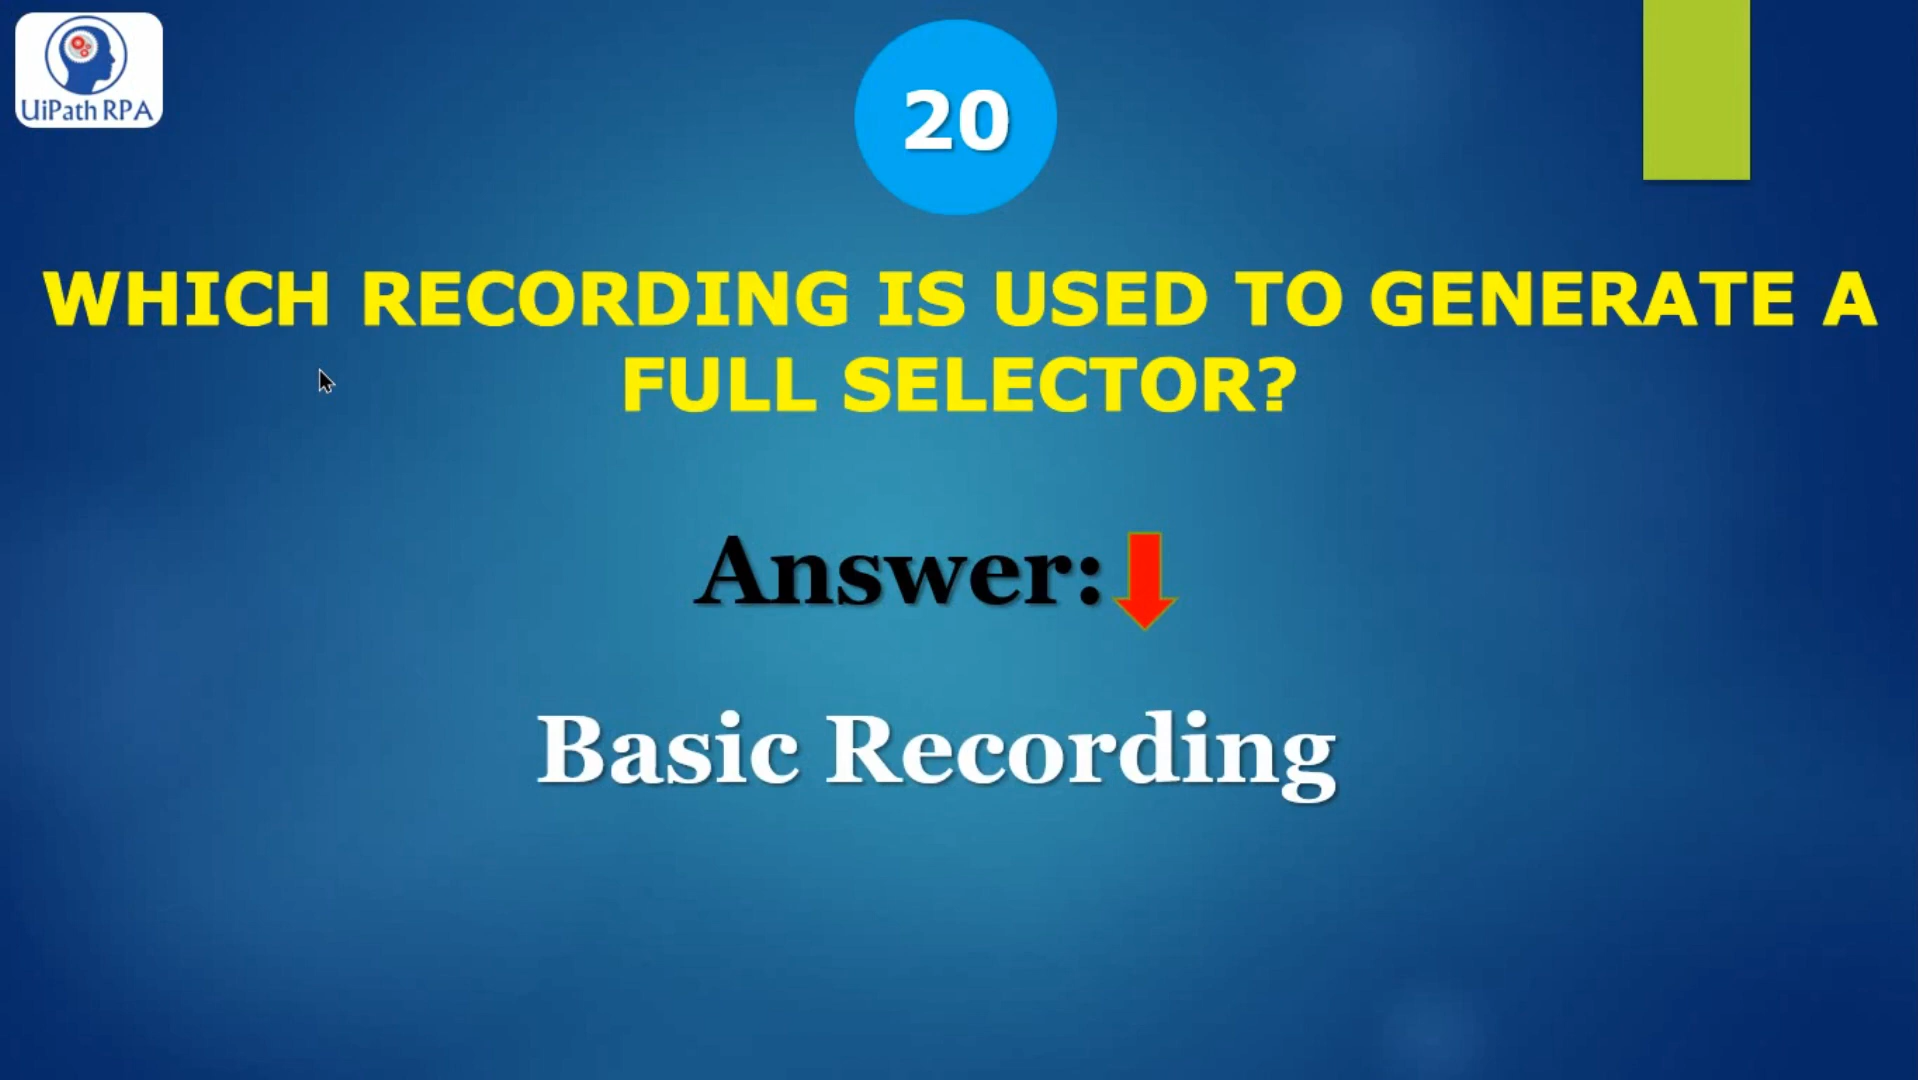 UiPath RPA
20
WHICH RECORDING IS USED TO GENERATE A
FULL SELECTOR?
Answer:
Basic Recording